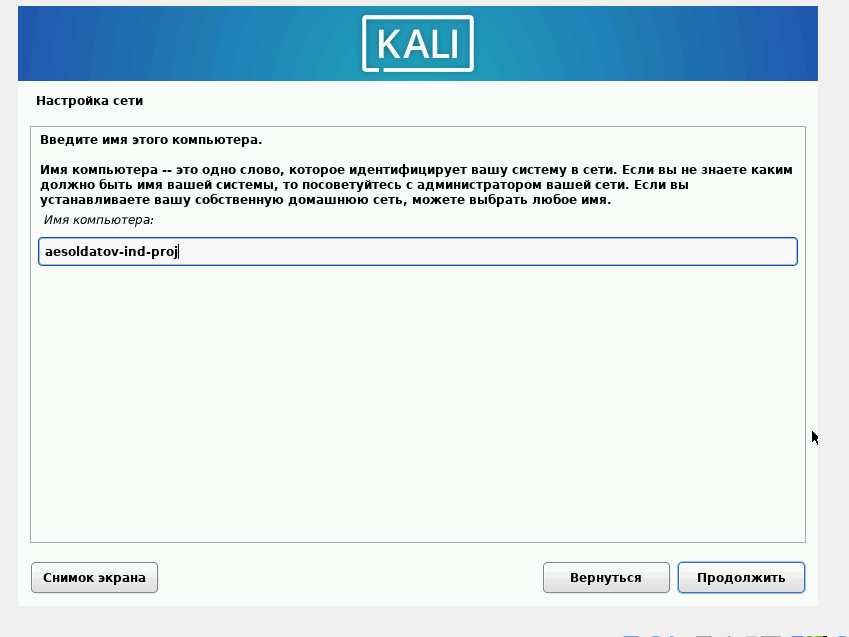 KALI
Настройка сети
Введите имя этого компьютера.
Имя компьютера -- это одно слово, которое идентифицирует вашу систему в сети. Если вы не знаете каким
должно быть имя вашей системы, то посоветуйтесь с администратором вашей сети. Если вы
устанавливаете вашу собственную домашнюю сеть, можете выбрать любое имя.
Имя компьютера:
aesoldatov-ind-proj
Снимок экрана
Вернуться
Продолжить